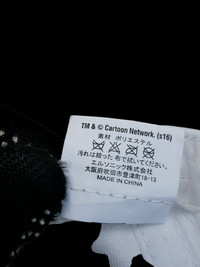 TM & © Cartoon Network. (s16)
素材 ポリエステル
汚れは絞った布で拭いてください。
エルソニック株式会社
大阪府吹田市豊津町18-13
MADE IN CHINA